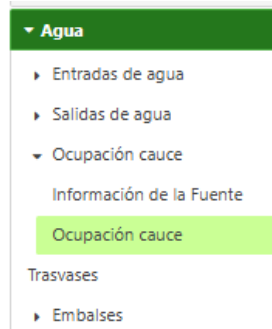 Agua
Entradas de agua
Salidas de agua
Ocupación cauce
Información de la Fuente
Ocupación cauce
Trasvases
Embalses